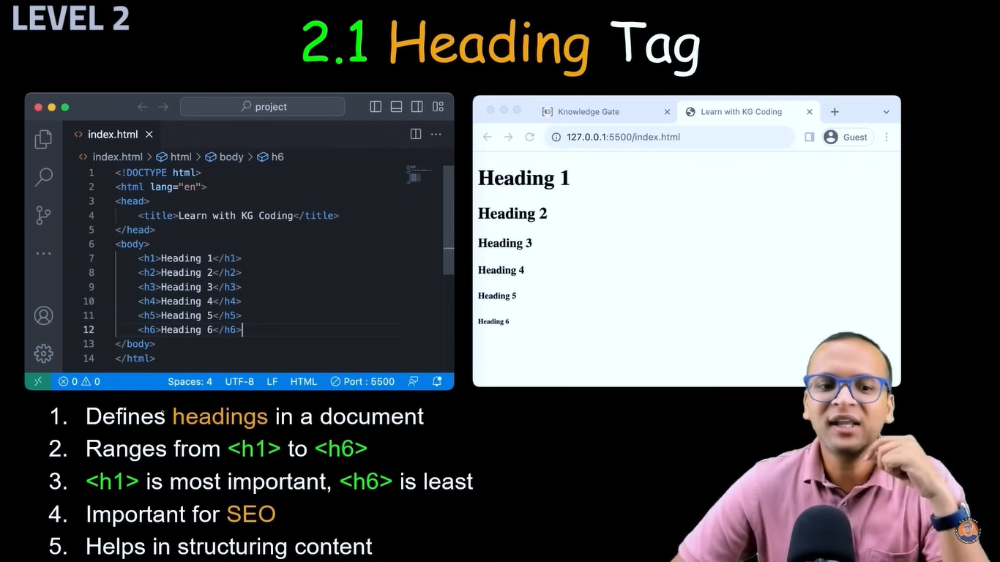 LEVEL 2
2.1 Heading Tag
project
index.html
index.html > html > body > h6
1 <!DOCTYPE html>
2 <html lang="en">
3 <head>
4 <title>Learn with KG Coding</title>
5 </head>
6 <body>
7 <h1>Heading 1</h1>
8 <h2>Heading 2</h2>
9 <h3>Heading 3</h3>
10 <h4>Heading 4</h4>
11 <h5>Heading 5</h5>
12 <h6>Heading 6</h6>
13 </body>
14 </html>
0 0 Spaces: 4 UTF-8 LF HTML Port : 5500
[KG] Knowledge Gate
Learn with KG Coding
127.0.0.1:5500/index.html
Guest
Heading 1
Heading 2
Heading 3
Heading 4
Heading 5
Heading 6
1. Defines headings in a document
2. Ranges from <h1> to <h6>
3. <h1> is most important, <h6> is least
4. Important for SEO
5. Helps in structuring content